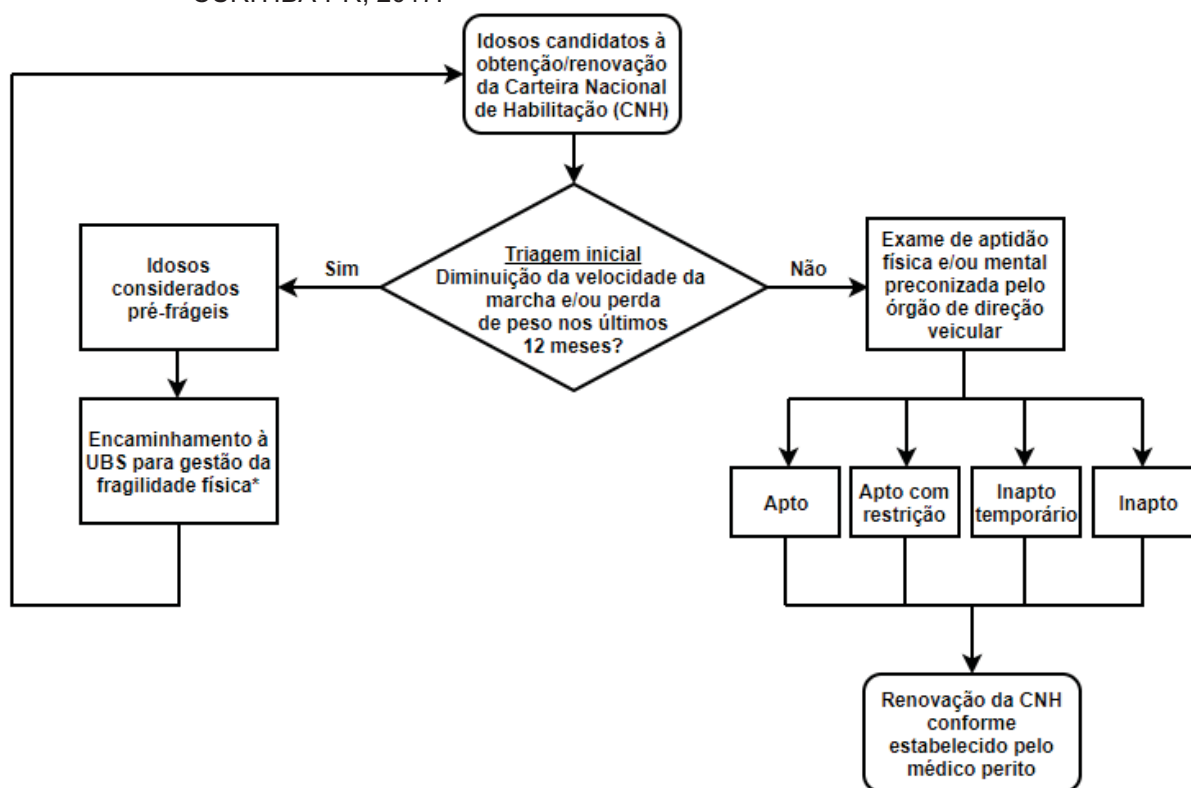 Idosos candidatos à
obtenção/renovação
da Carteira Nacional
de Habilitação (CNH)
Triagem inicial
Diminuição da velocidade da
marcha e/ou perda
de peso nos últimos
12 meses?
Sim
Não
Idosos
considerados
pré-frágeis
Encaminhamento à
UBS para gestão da
fragilidade física*
Exame de aptidão
física e/ou mental
preconizada pelo
órgão de direção
veicular
Apto
Apto com
restrição
Inapto
temporário
Inapto
Renovação da CNH
conforme
estabelecido pelo
médico perito